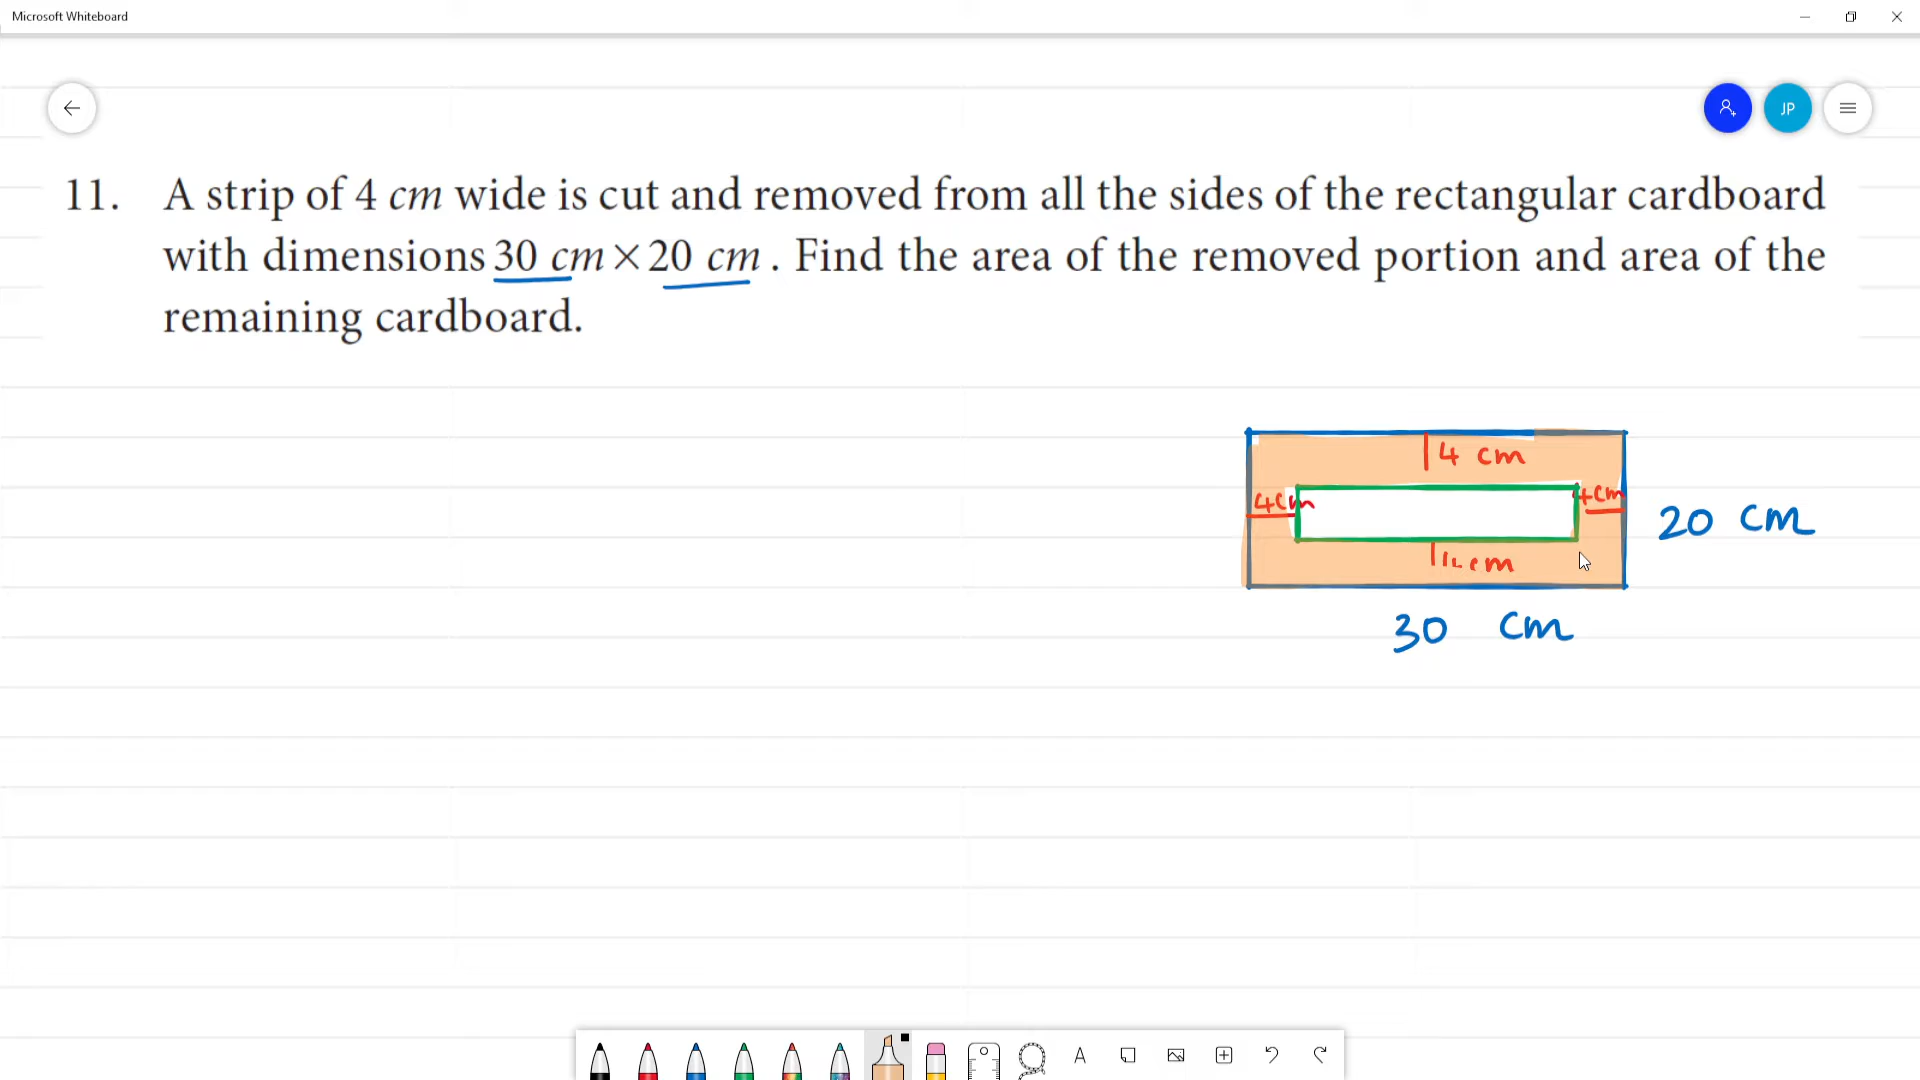 Microsoft Whiteboard
JP
11. A strip of 4 cm wide is cut and removed from all the sides of the rectangular cardboard
with dimensions 30 cm×20 cm. Find the area of the removed portion and area of the
remaining cardboard.
4 cm
4cm
4cm
20 cm
cm
30 cm
A